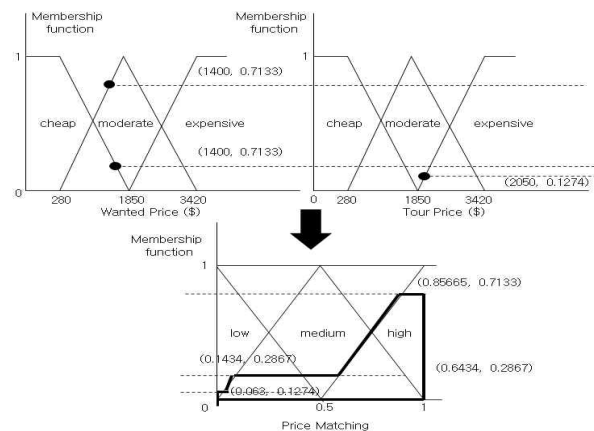 Membership
function
1
(1400, 0.7133)
cheap
moderate
expensive
(1400, 0.7133)
0
280
1850
3420
Wanted Price ($)
Membership
function
1
cheap
moderate
expensive
(2050, 0.1274)
0
280
1850
3420
Tour Price ($)
Membership
function
1
(0.85665, 0.7133)
low
medium
high
(0.1434, 0.2867)
(0.6434, 0.2867)
(0.063, 0.1274)
0
0.5
1
Price Matching